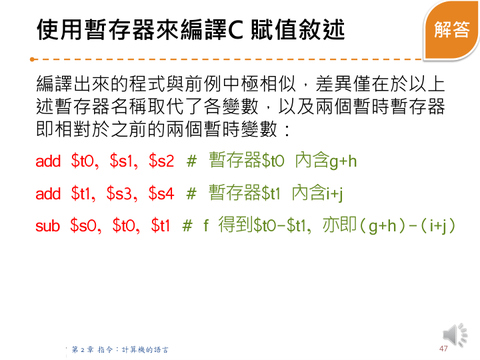 使用暫存器來編譯C 賦值敘述
解答
編譯出來的程式與前例中極相似，差異僅在於以上
述暫存器名稱取代了各變數，以及兩個暫時暫存器
即相對於之前的兩個暫時變數：
add $t0, $s1, $s2 # 暫存器$t0 內含g+h
add $t1, $s3, $s4 # 暫存器$t1 內含i+j
sub $s0, $t0, $t1 # f 得到$t0-$t1, 亦即(g+h)-(i+j)
第 2 章 指令：計算機的語言
47